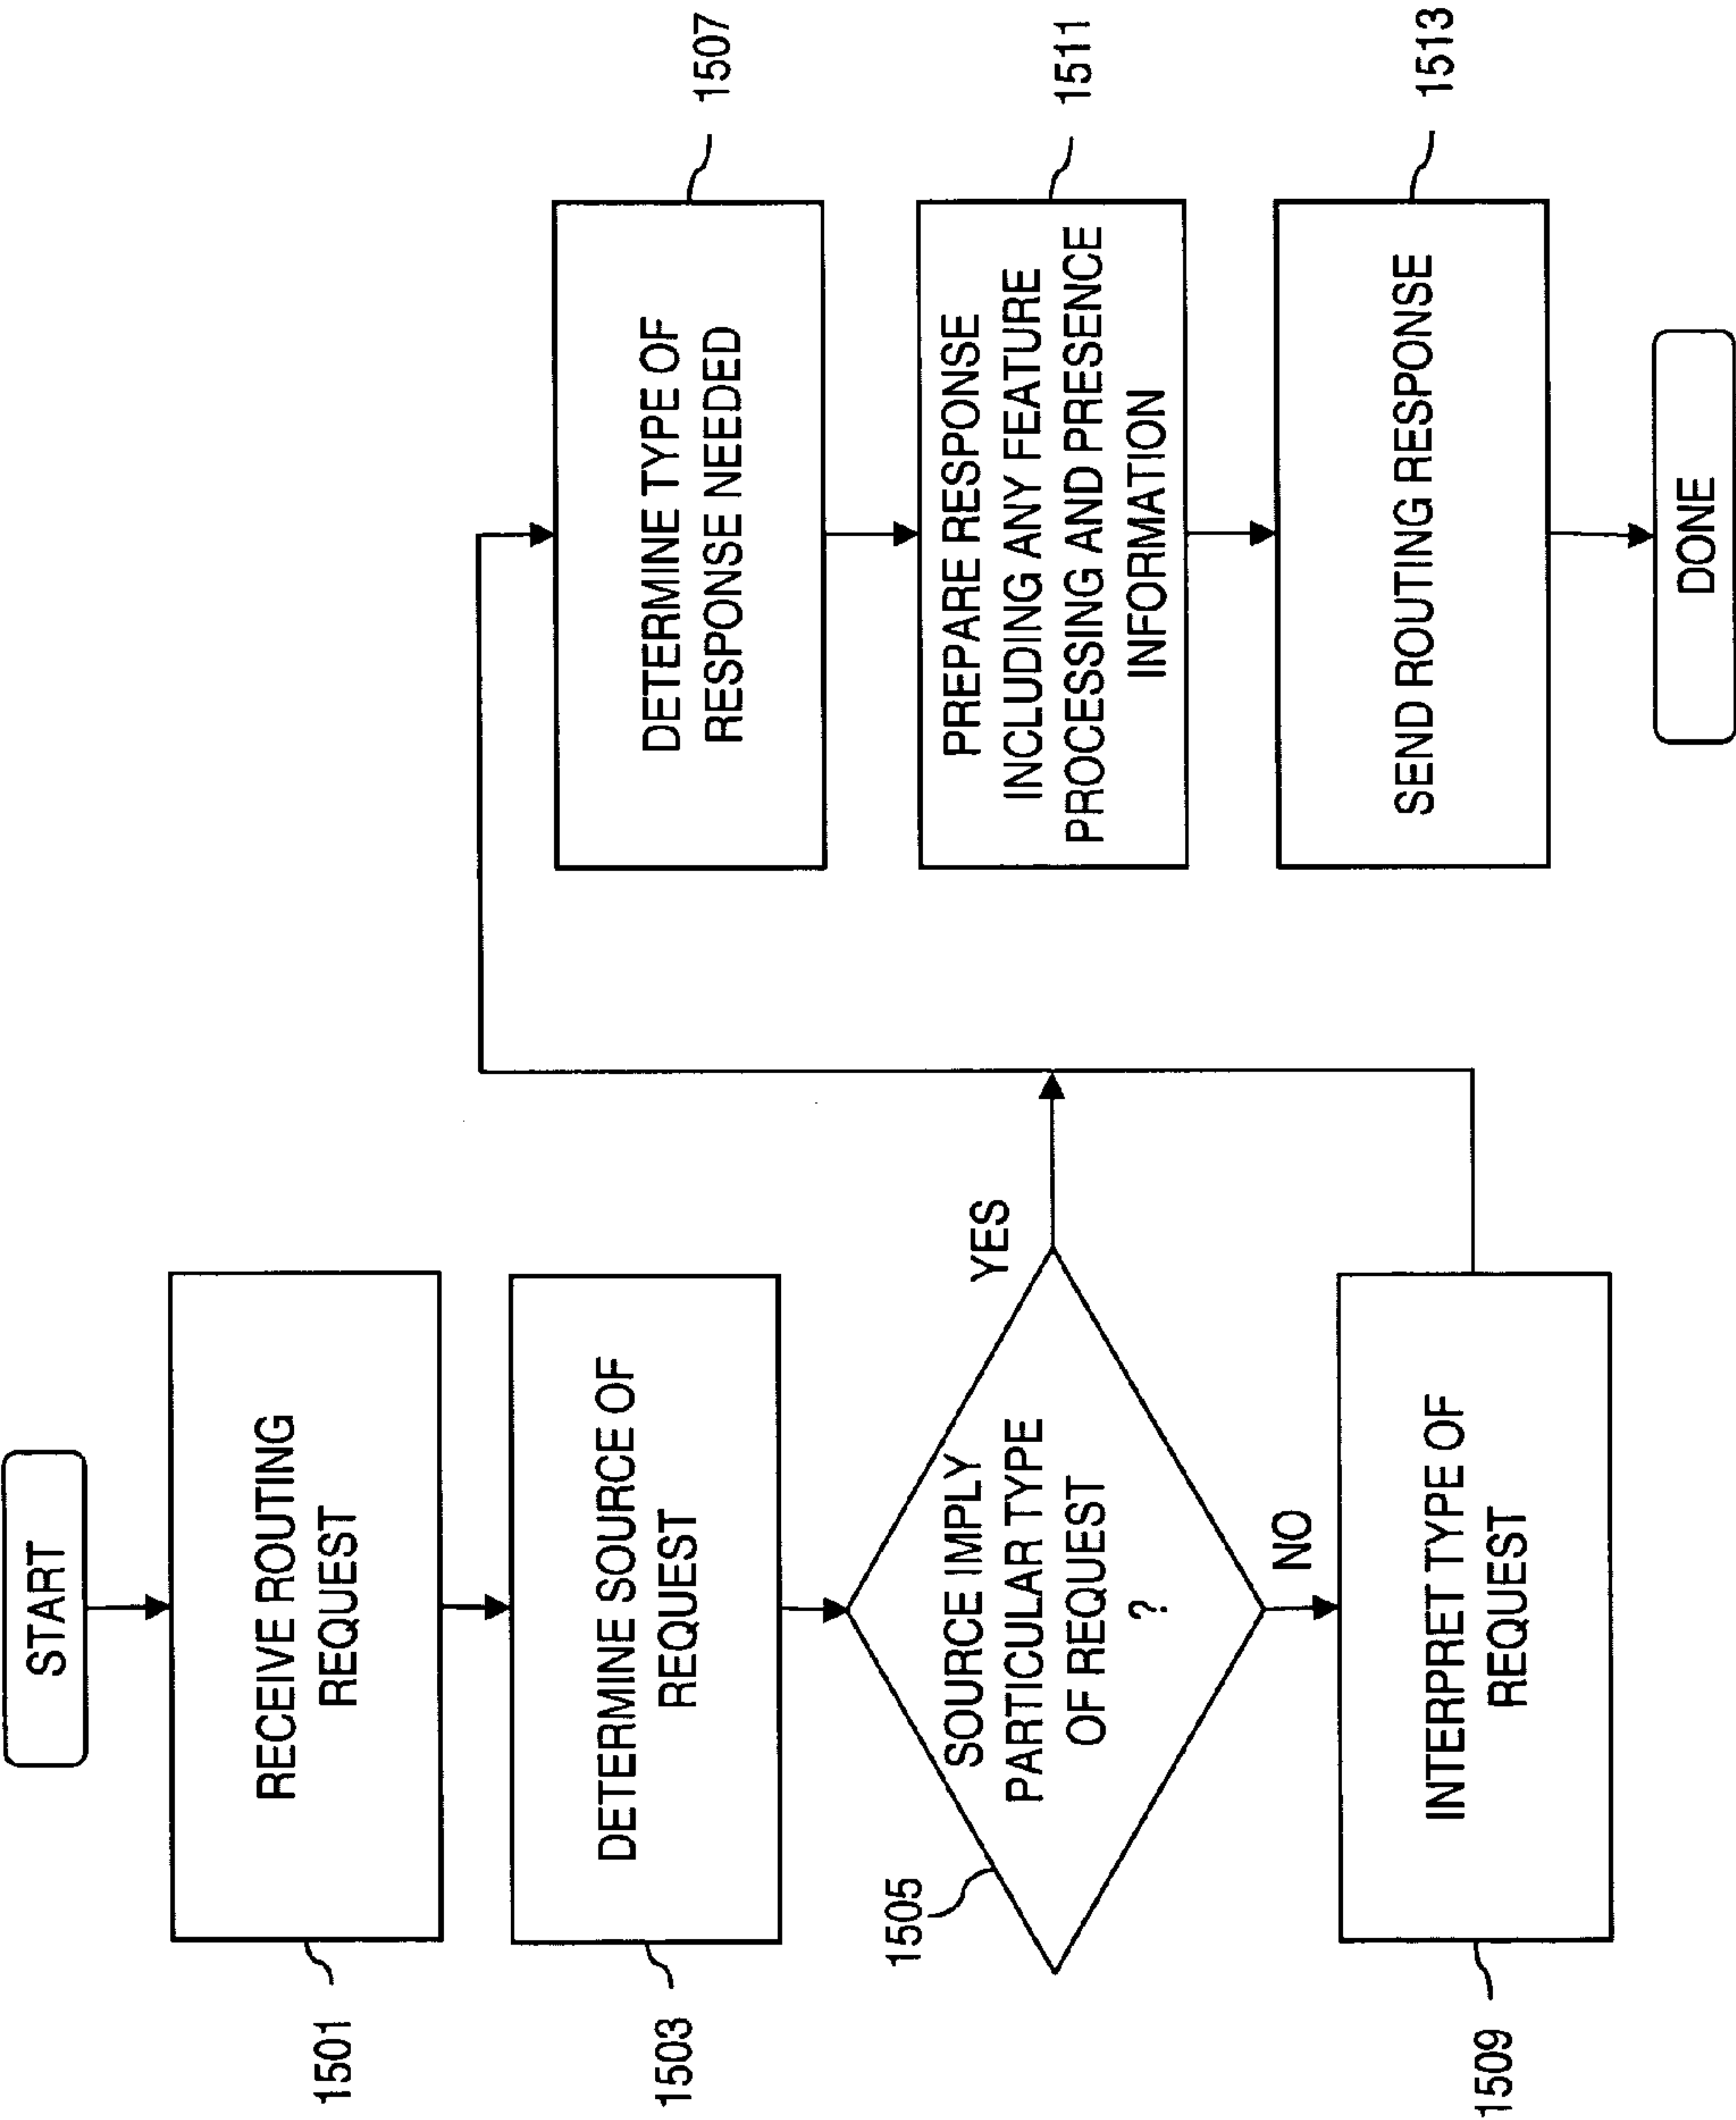 START
RECEIVE ROUTING
REQUEST
1501
DETERMINE SOURCE OF
REQUEST
1503
SOURCE IMPLY
PARTICULAR TYPE
OF REQUEST
?
1505
YES
NO
INTERPRET TYPE OF
REQUEST
1509
DETERMINE TYPE OF
RESPONSE NEEDED
1507
PREPARE RESPONSE
INCLUDING ANY FEATURE
PROCESSING AND PRESENCE
INFORMATION
1511
SEND ROUTING RESPONSE
1513
DONE